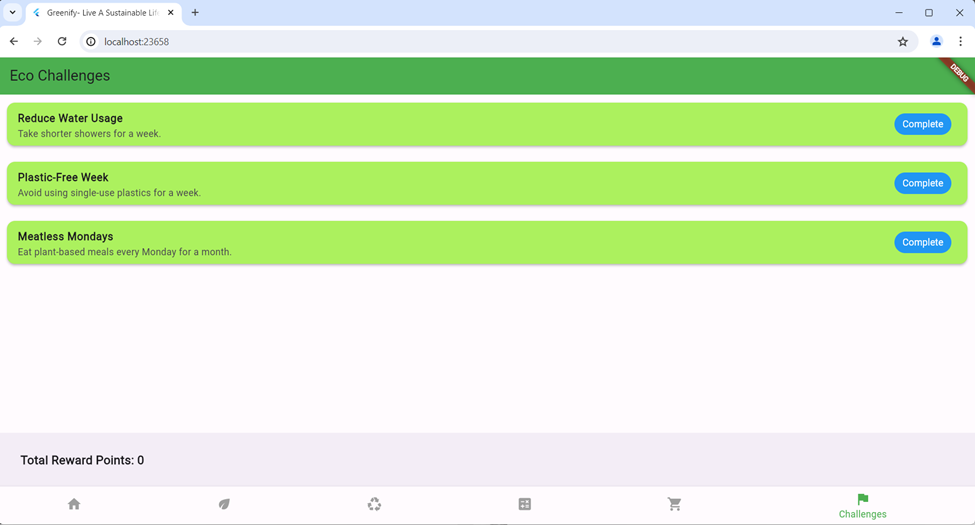 Greenify- Live A Sustainable Life
localhost:23658
Eco Challenges
DEBUG
Reduce Water Usage
Take shorter showers for a week.
Complete
Plastic-Free Week
Avoid using single-use plastics for a week.
Complete
Meatless Mondays
Eat plant-based meals every Monday for a month.
Complete
Total Reward Points: 0
Challenges